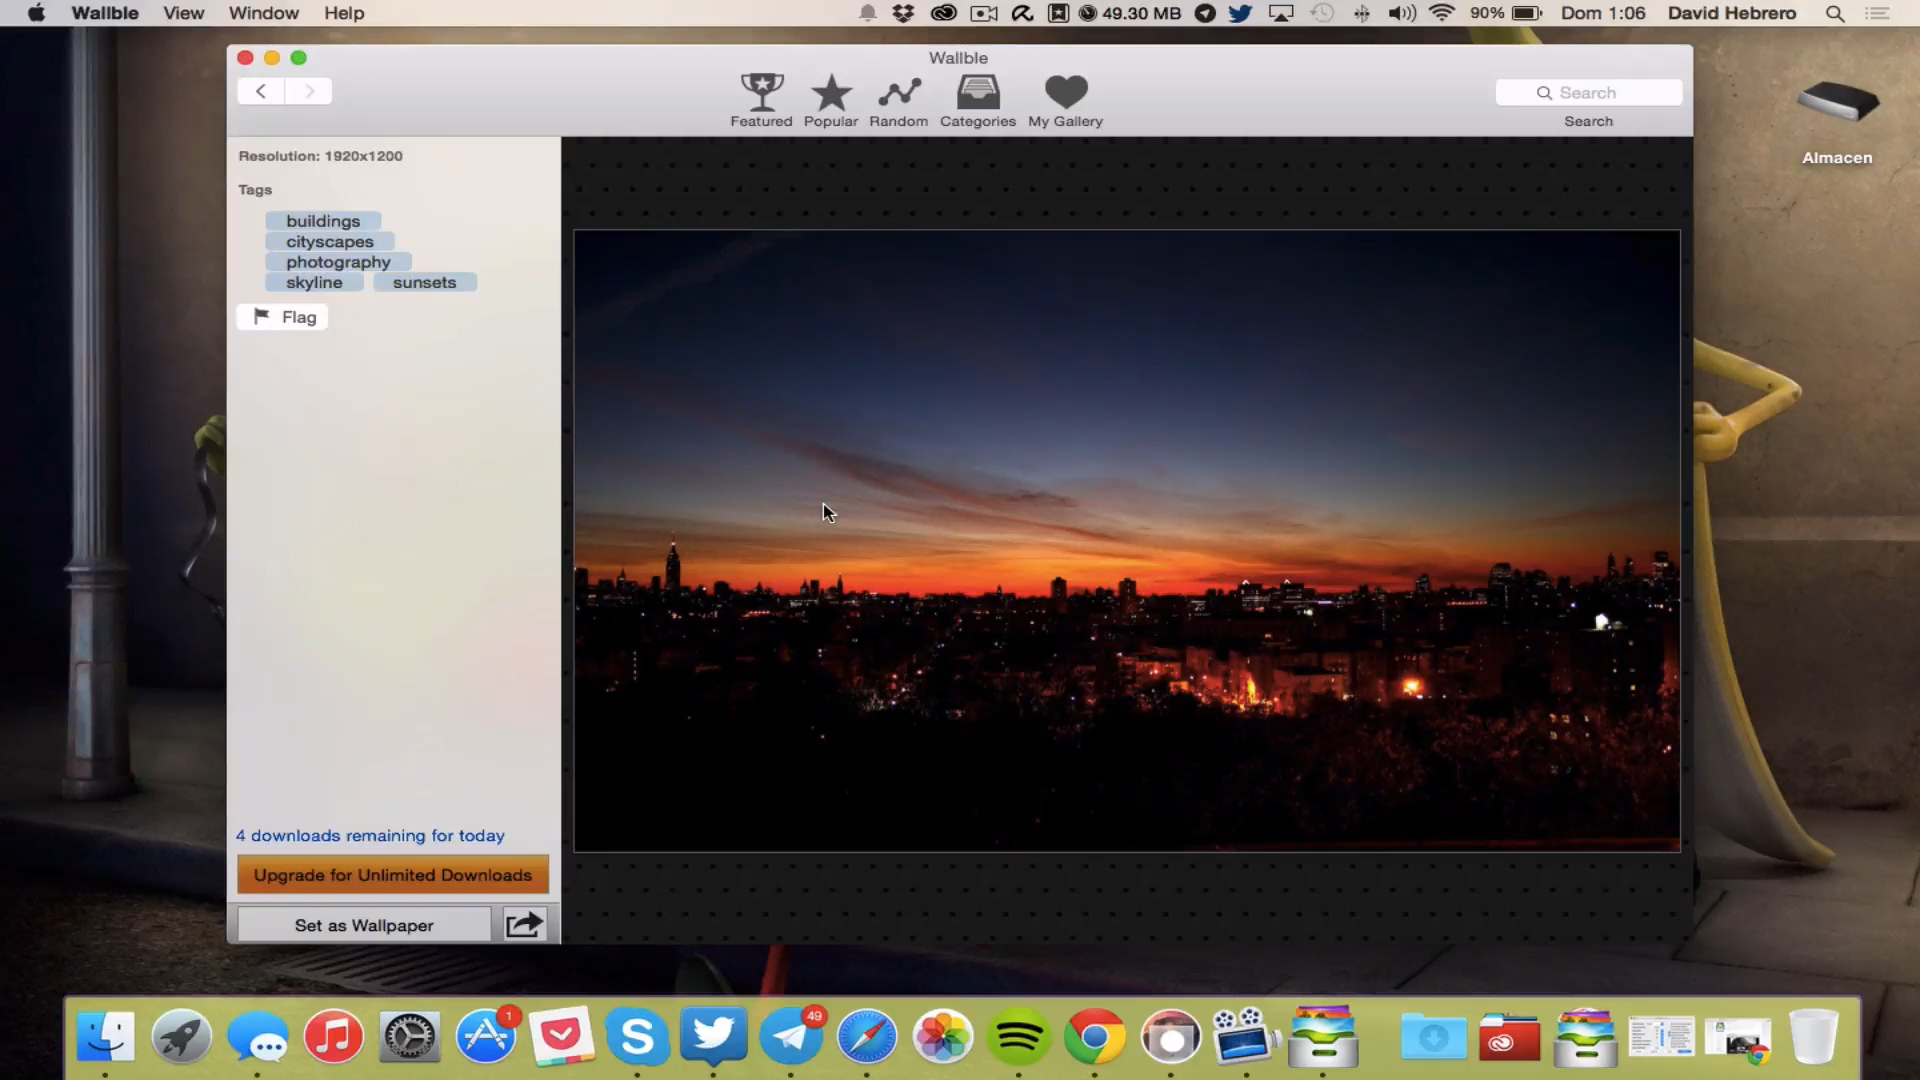 Wallble View Window Help 49.30 MB 90% Dom 1:06 David Hebrero
Wallble
Featured Popular Random Categories My Gallery
Search
Search
Almacen
Resolution: 1920x1200
Tags
buildings
cityscapes
photography
skyline sunsets
Flag
4 downloads remaining for today
Upgrade for Unlimited Downloads
Set as Wallpaper
1
49